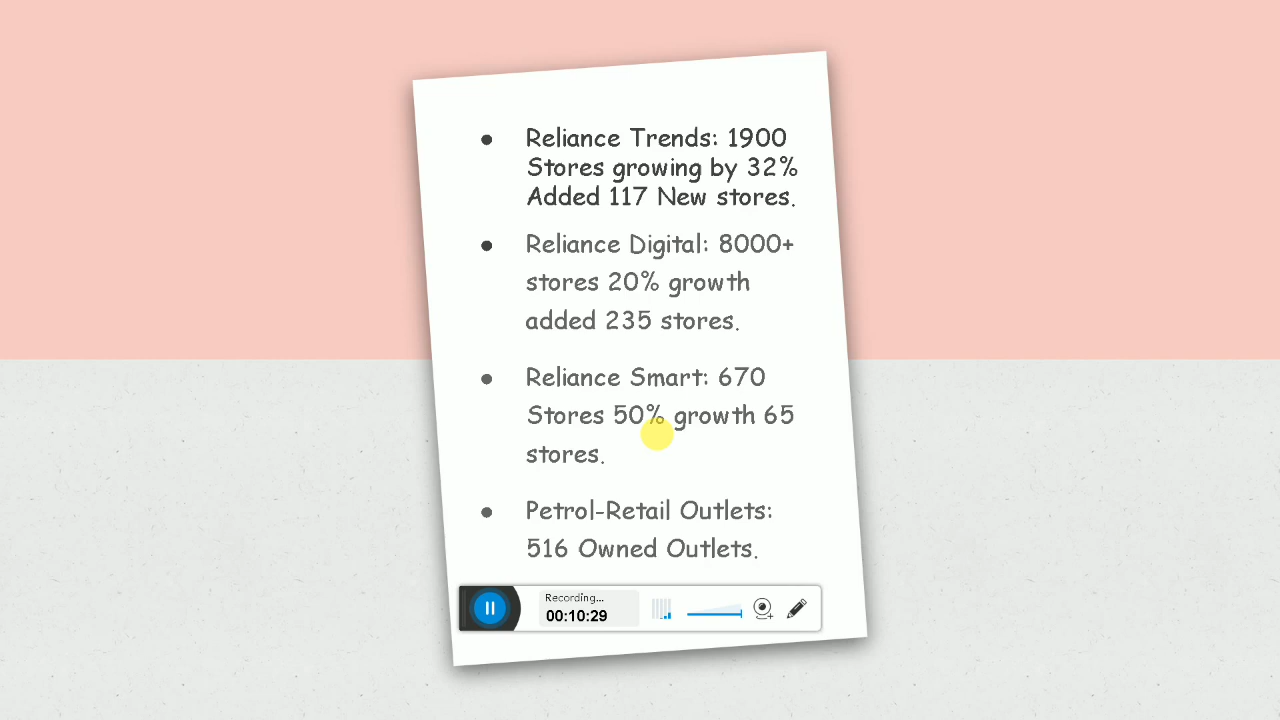 Reliance Trends: 1900
Stores growing by 32%
Added 117 New stores.
Reliance Digital: 8000+
stores 20% growth
added 235 stores.
Reliance Smart: 670
Stores 50% growth 65
stores.
Petrol-Retail Outlets:
516 Owned Outlets.
Recording...
00:10:29